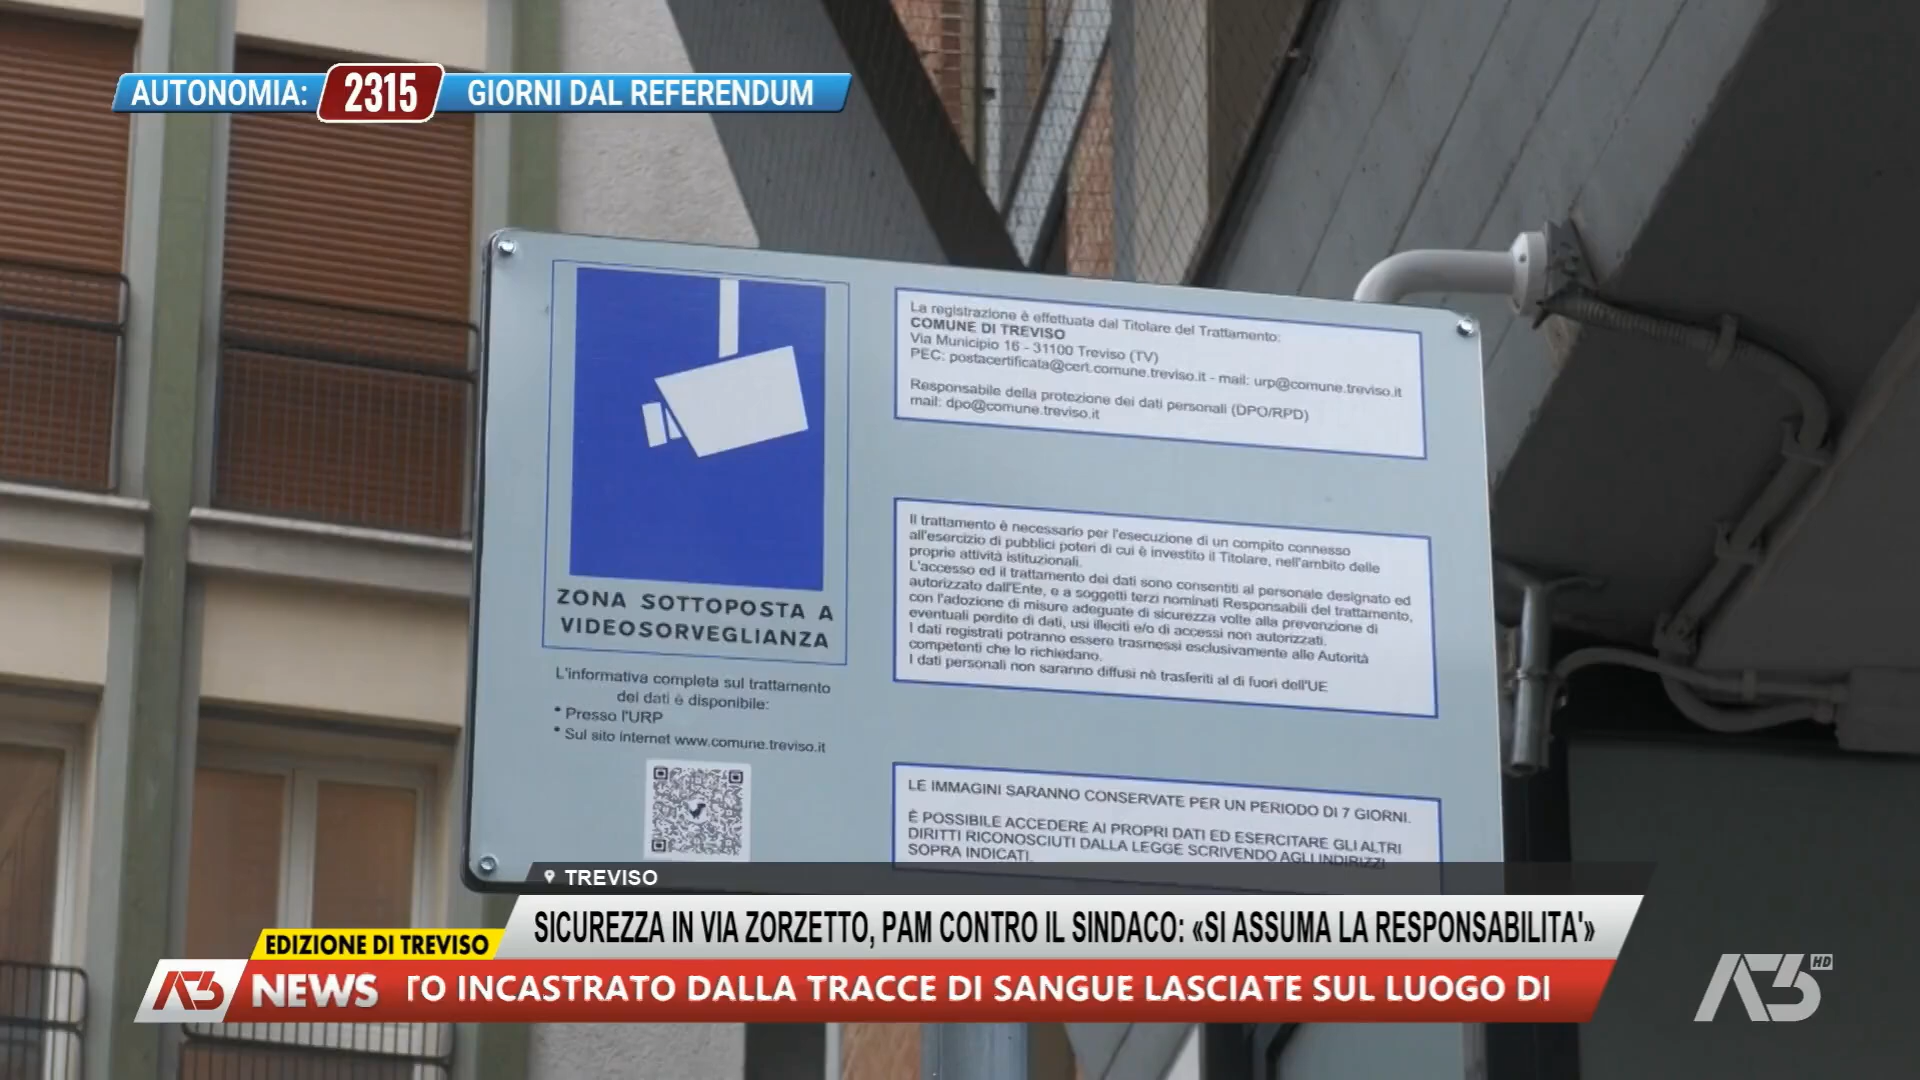 AUTONOMIA: 2315 GIORNI DAL REFERENDUM
ZONA SOTTOPOSTA A
VIDEOSORVEGLIANZA
L'informativa completa sul trattamento
dei dati è disponibile:
* Presso l'URP
* Sul sito internet www.comune.treviso.it
La registrazione è effettuata dal Titolare del Trattamento:
COMUNE DI TREVISO
Via Municipio 16 - 31100 Treviso (TV)
PEC: postacertificata@cert.comune.treviso.it - mail: urp@comune.treviso.it
Responsabile della protezione dei dati personali (DPO/RPD)
mail: dpo@comune.treviso.it
Il trattamento è necessario per l'esecuzione di un compito connesso
all'esercizio di pubblici poteri di cui è investito il Titolare, nell'ambito delle
proprie attività istituzionali.
L'accesso ed il trattamento dei dati sono consentiti al personale designato ed
autorizzato dall'Ente, e a soggetti terzi nominati Responsabili del trattamento,
con l'adozione di misure adeguate di sicurezza volte alla prevenzione di
eventuali perdite di dati, usi illeciti e/o di accessi non autorizzati.
I dati registrati potranno essere trasmessi esclusivamente alle Autorità
competenti che lo richiedano.
I dati personali non saranno diffusi nè trasferiti al di fuori dell'UE
LE IMMAGINI SARANNO CONSERVATE PER UN PERIODO DI 7 GIORNI.
È POSSIBILE ACCEDERE AI PROPRI DATI ED ESERCITARE GLI ALTRI
DIRITTI RICONOSCIUTI DALLA LEGGE SCRIVENDO AGLI INDIRIZZI
SOPRA INDICATI.
TREVISO
SICUREZZA IN VIA ZORZETTO, PAM CONTRO IL SINDACO: «SI ASSUMA LA RESPONSABILITA'»
EDIZIONE DI TREVISO
A3 NEWS TO INCASTRATO DALLA TRACCE DI SANGUE LASCIATE SUL LUOGO DI
A3 HD